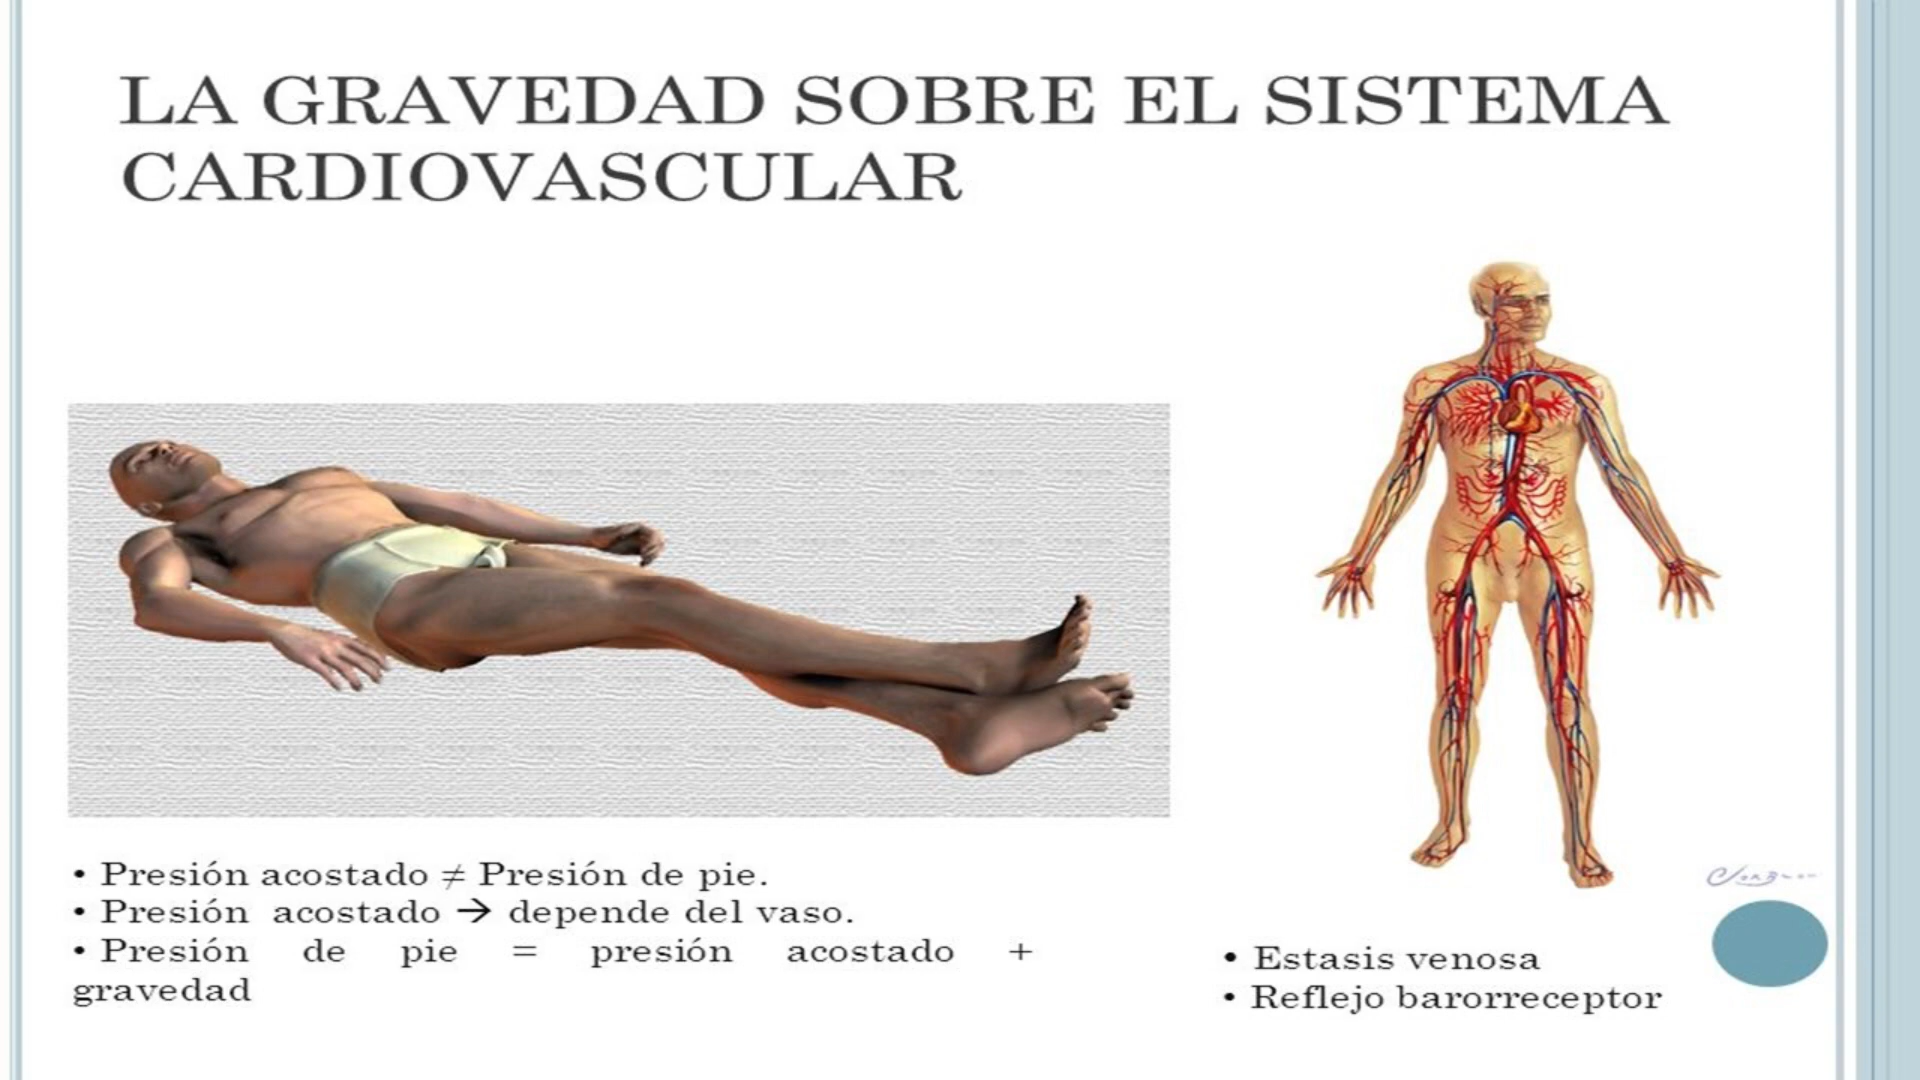 LA GRAVEDAD SOBRE EL SISTEMA
CARDIOVASCULAR
• Presión acostado ≠ Presión de pie.
• Presión acostado → depende del vaso.
• Presión de pie = presión acostado +
gravedad
• Estasis venosa
• Reflejo barorreceptor